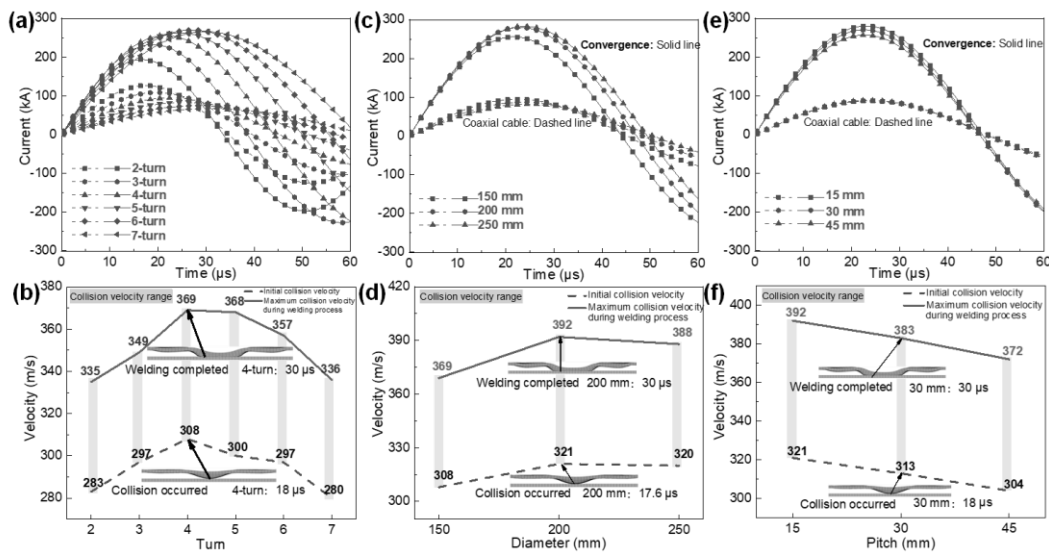 (a)
300
200
100
0
-100
-200
-300
Current (kA)
2-turn
3-turn
4-turn
5-turn
6-turn
7-turn
0 10 20 30 40 50 60
Time (μs)
(c)
300
200
100
0
-100
-200
-300
Current (kA)
Convergence: Solid line
Coaxial cable: Dashed line
150 mm
200 mm
250 mm
0 10 20 30 40 50 60
Time (μs)
(e)
300
200
100
0
-100
-200
-300
Current (kA)
Convergence: Solid line
Coaxial cable: Dashed line
15 mm
30 mm
45 mm
0 10 20 30 40 50 60
Time (μs)
(b)
380
360
340
320
300
280
Velocity (m/s)
Collision velocity range
Initial collision velocity
Maximum collision velocity
during welding process
335 349 369 368 357 336
Welding completed 4-turn: 30 μs
283 297 308 300 297 280
Collision occurred 4-turn: 18 μs
2 3 4 5 6 7
Turn
(d)
420
390
360
330
300
Velocity (m/s)
Collision velocity range
Initial collision velocity
Maximum collision velocity
during welding process
369 392 388
Welding completed 200 mm: 30 μs
308 321 320
Collision occurred 200 mm: 17.6 μs
150 200 250
Diameter (mm)
(f)
400
380
360
340
320
300
Velocity (m/s)
Collision velocity range
Initial collision velocity
Maximum collision velocity
during welding process
392 383 372
Welding completed 30 mm: 30 μs
321 313 304
Collision occurred 30 mm: 18 μs
15 30 45
Pitch (mm)